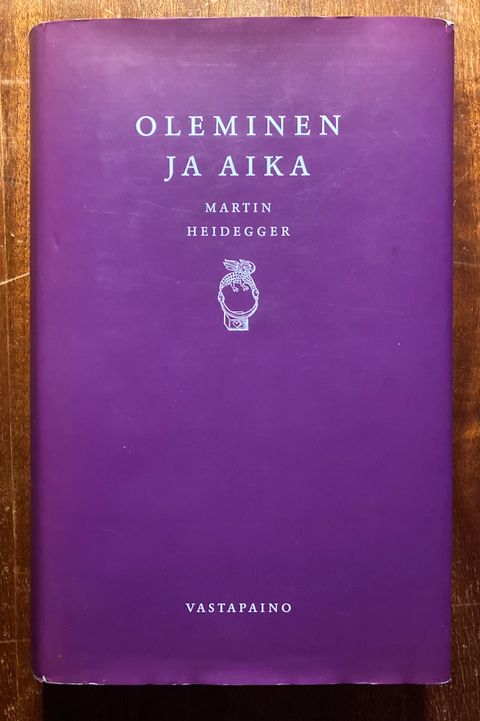 OLEMINEN
JA AIKA
MARTIN
HEIDEGGER
VASTAPAINO